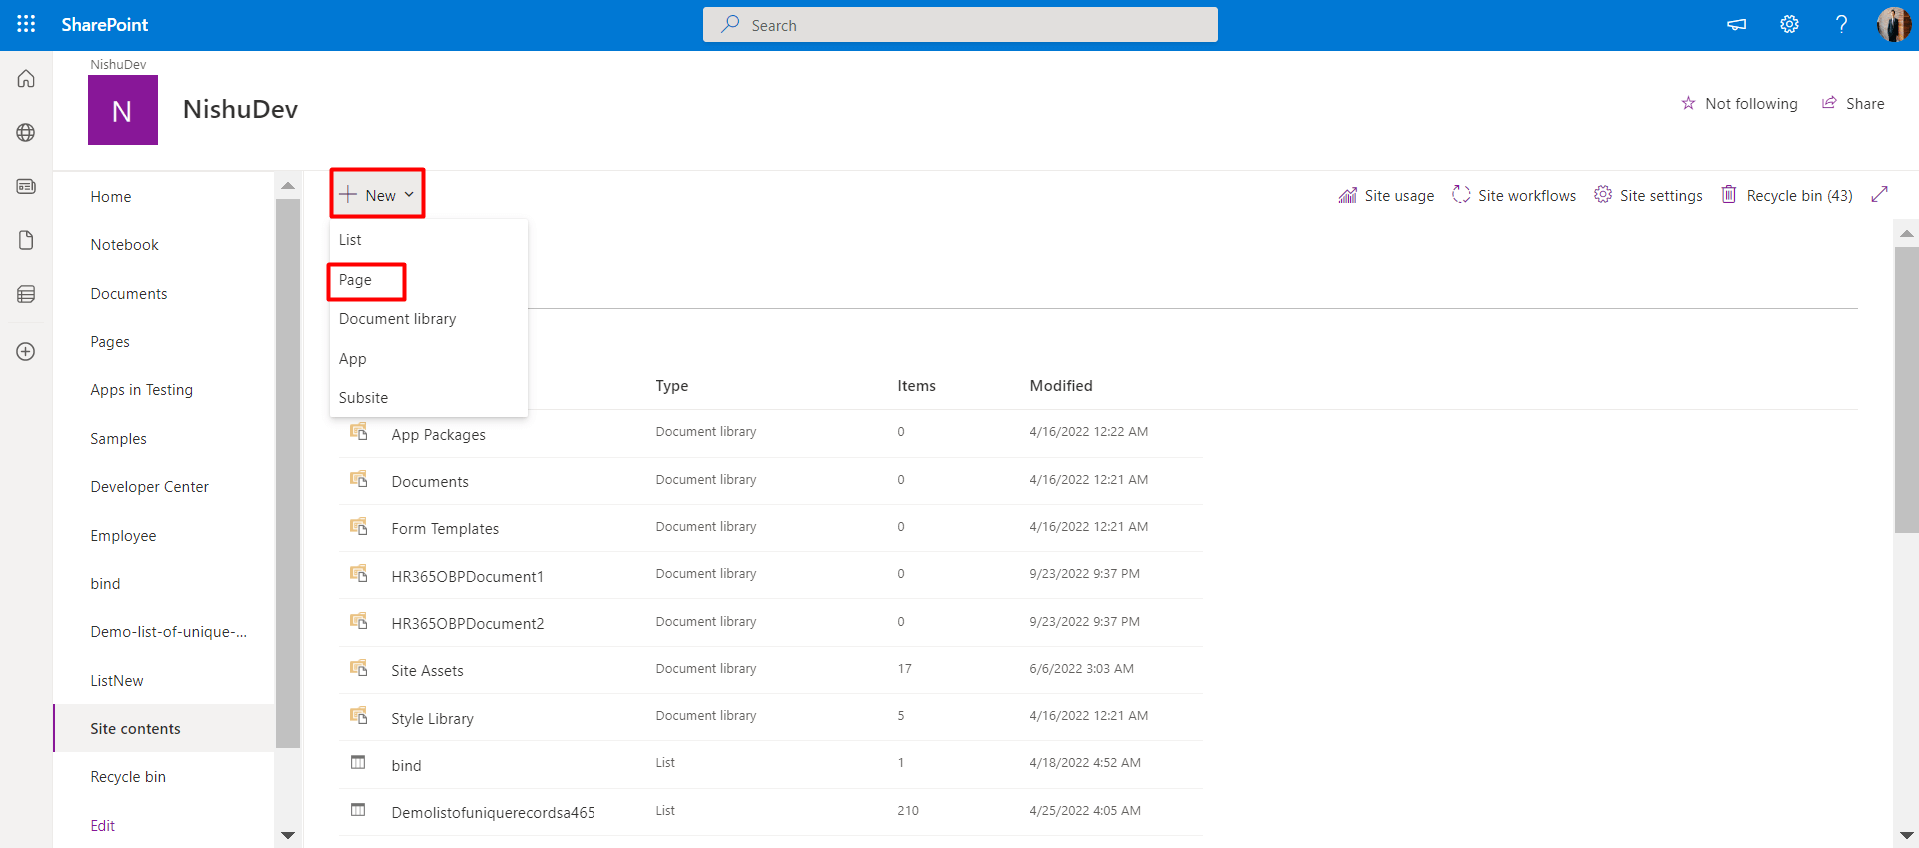 SharePoint
Search
NishuDev
N
NishuDev
Not following
Share
Home
Notebook
Documents
Pages
Apps in Testing
Samples
Developer Center
Employee
bind
Demo-list-of-unique-...
ListNew
Site contents
Recycle bin
Edit
New
Site usage
Site workflows
Site settings
Recycle bin (43)
List
Page
Document library
App
Subsite
Type Items Modified
App Packages Document library 0 4/16/2022 12:22 AM
Documents Document library 0 4/16/2022 12:21 AM
Form Templates Document library 0 4/16/2022 12:21 AM
HR365OBPDocument1 Document library 0 9/23/2022 9:37 PM
HR365OBPDocument2 Document library 0 9/23/2022 9:37 PM
Site Assets Document library 17 6/6/2022 3:03 AM
Style Library Document library 5 4/16/2022 12:21 AM
bind List 1 4/18/2022 4:52 AM
Demolistofuniquerecordsa465 List 210 4/25/2022 4:05 AM